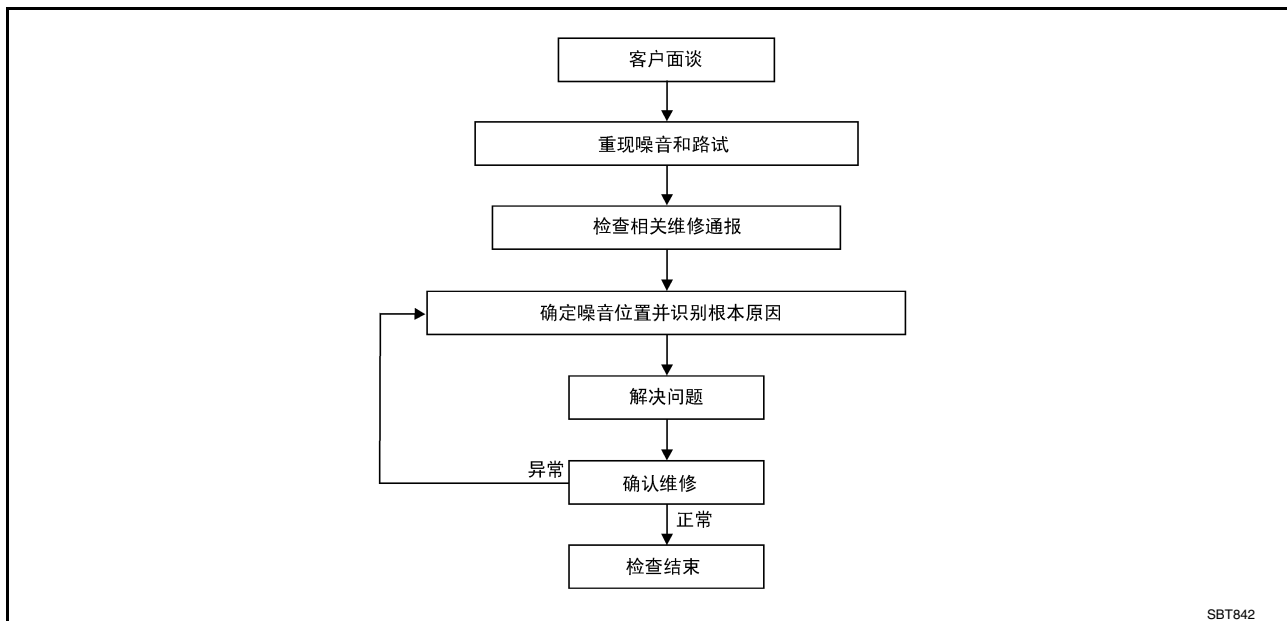 客户面谈
重现噪音和路试
检查相关维修通报
确定噪音位置并识别根本原因
解决问题
异常
确认维修
正常
检查结束
SBT842